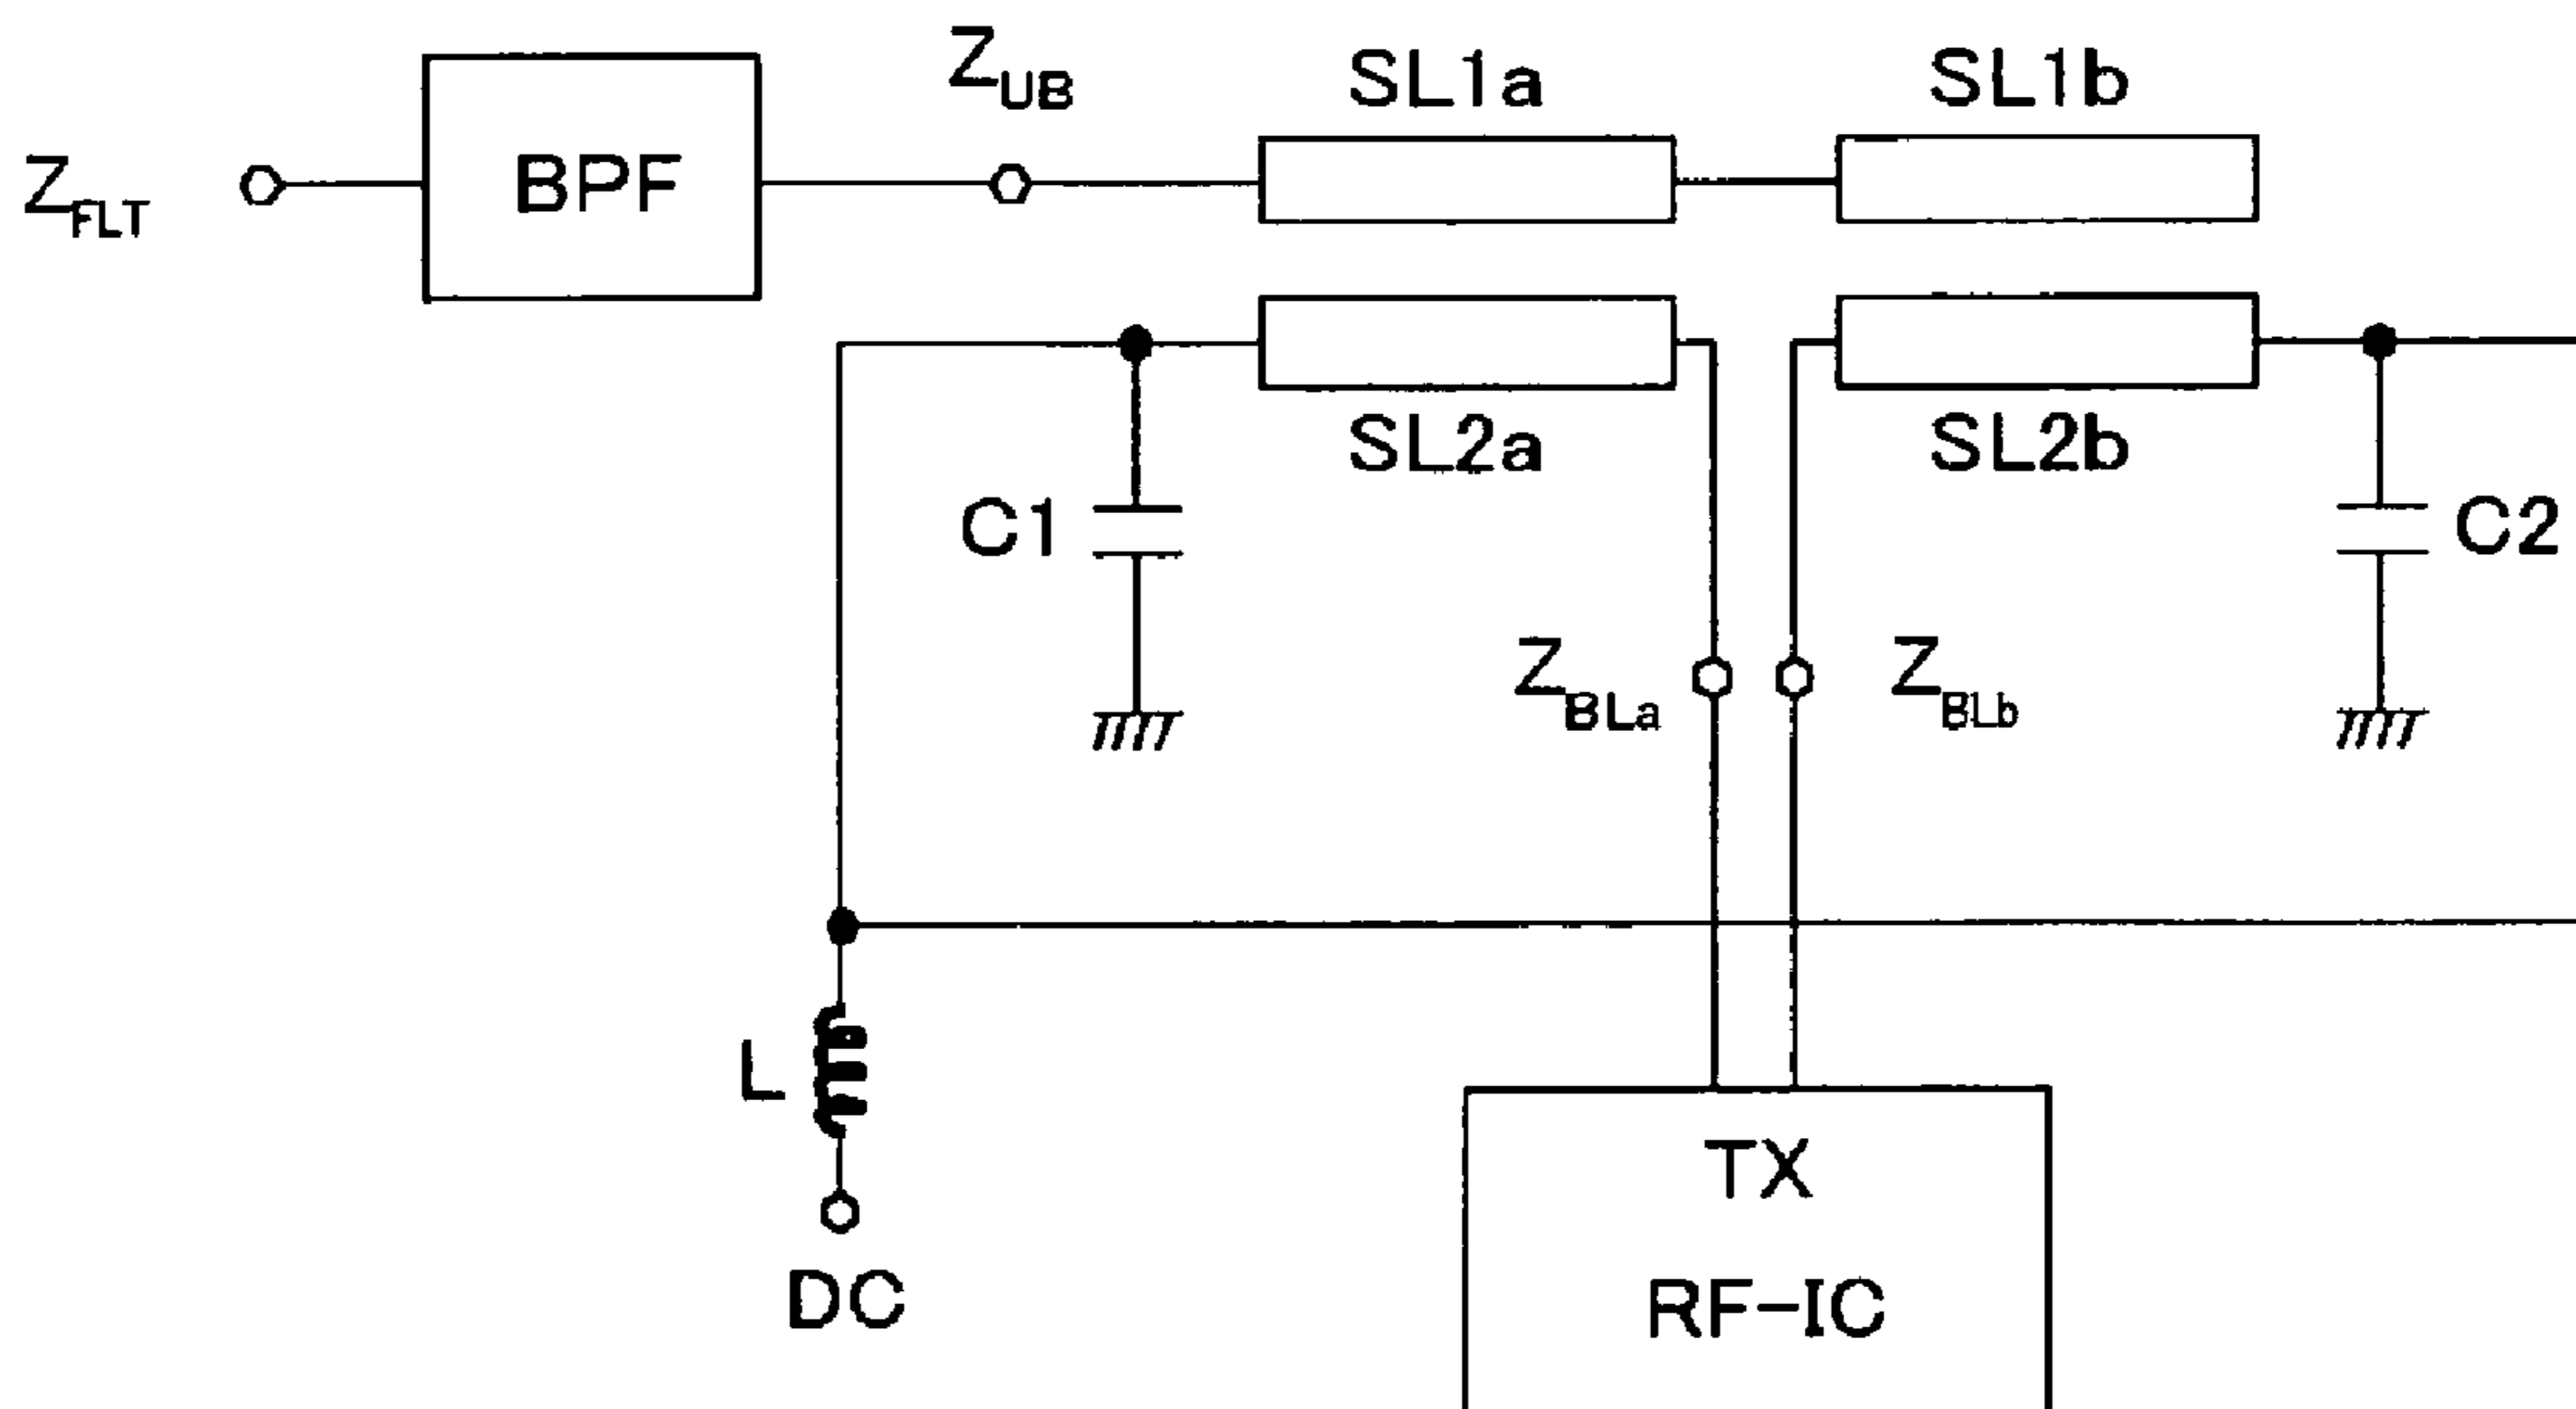 Z_FLT
BPF
Z_UB
SL1a
SL1b
SL2a
SL2b
C1
C2
Z_BLa
Z_BLb
L
DC
TX
RF-IC